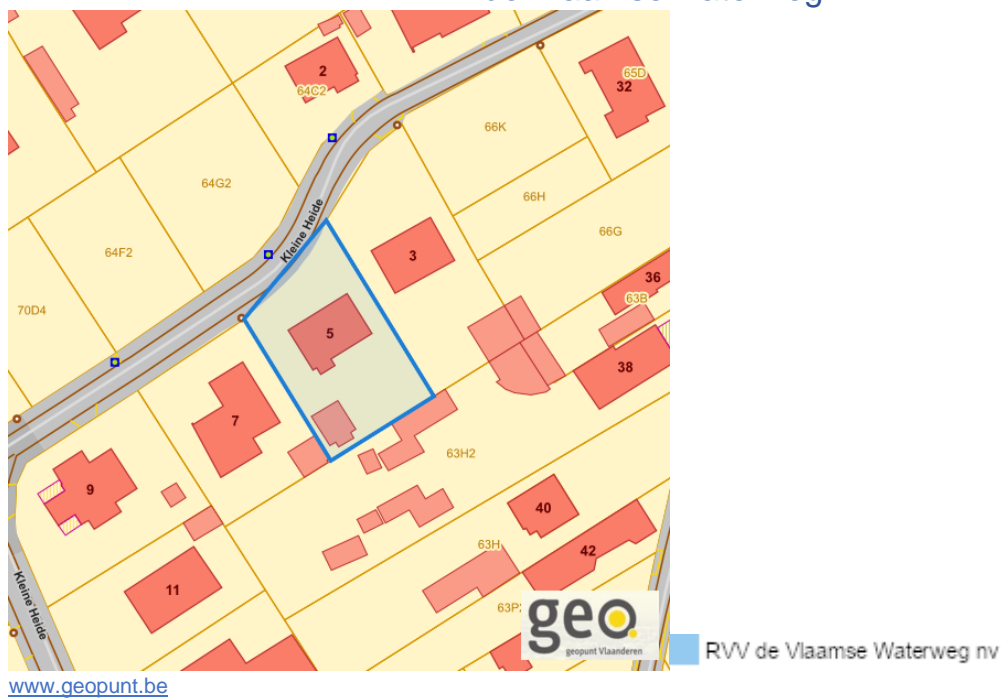 2
64C2
65D
32
66K
64G2
66H
Kleine Heide
66G
64F2
3
36
63B
70D4
5
38
7
63H2
9
40
63H
42
11
Kleine Heide
63P2
geo
geopunt Vlaanderen
RVV de Vlaamse Waterweg nv
www.geopunt.be